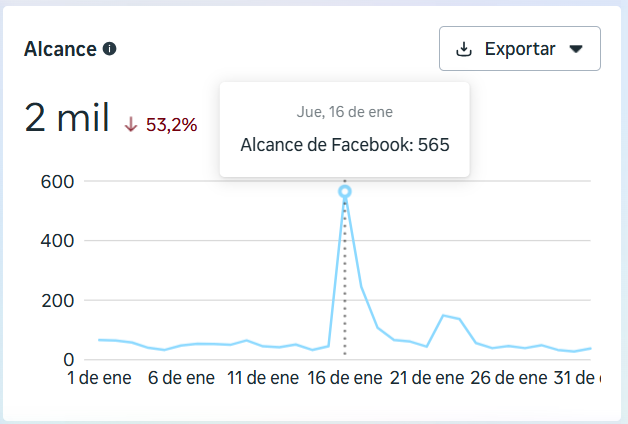 Alcance
Exportar
2 mil ↓ 53,2%
Jue, 16 de ene
Alcance de Facebook: 565
600
400
200
0
1 de ene 6 de ene 11 de ene 16 de ene 21 de ene 26 de ene 31 de